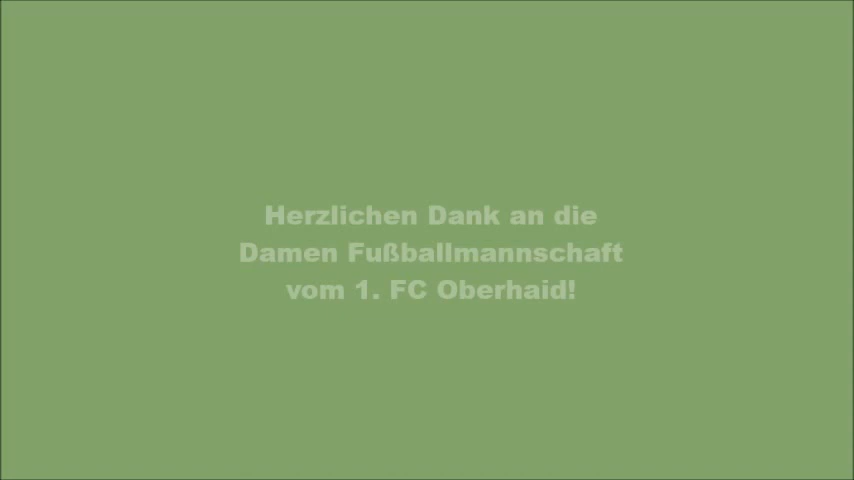 Herzlichen Dank an die
Damen Fußballmannschaft
vom 1. FC Oberhaid!